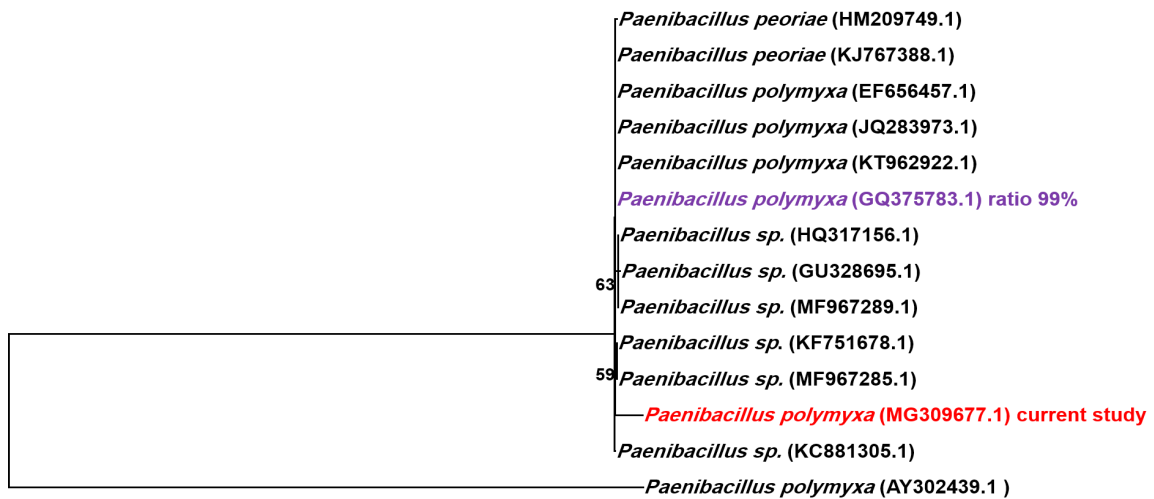 Paenibacillus peoriae (HM209749.1)
Paenibacillus peoriae (KJ767388.1)
Paenibacillus polymyxa (EF656457.1)
Paenibacillus polymyxa (JQ283973.1)
Paenibacillus polymyxa (KT962922.1)
Paenibacillus polymyxa (GQ375783.1) ratio 99%
Paenibacillus sp. (HQ317156.1)
Paenibacillus sp. (GU328695.1)
63
Paenibacillus sp. (MF967289.1)
Paenibacillus sp. (KF751678.1)
59
Paenibacillus sp. (MF967285.1)
Paenibacillus polymyxa (MG309677.1) current study
Paenibacillus sp. (KC881305.1)
Paenibacillus polymyxa (AY302439.1 )